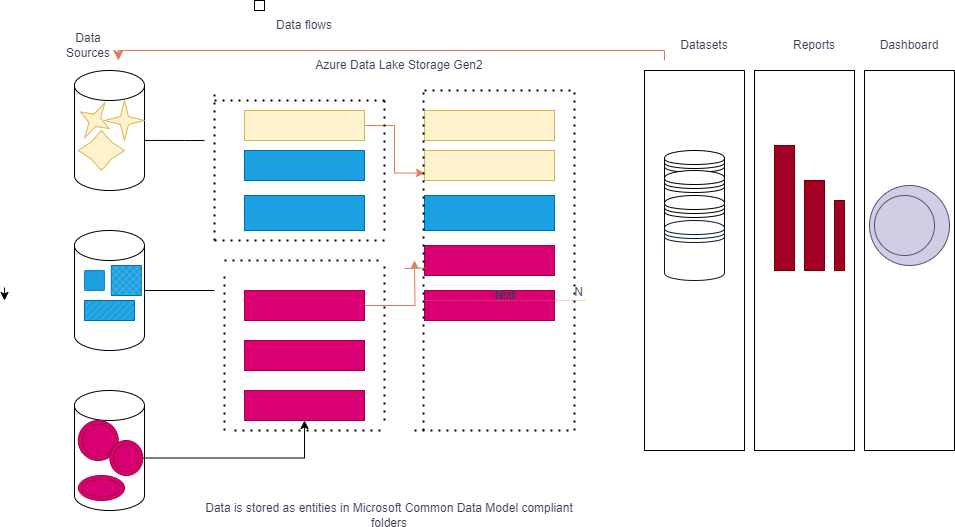 Data flows
Data
Sources
Azure Data Lake Storage Gen2
Datasets
Reports
Dashboard
Text
N
Data is stored as entities in Microsoft Common Data Model compliant
folders